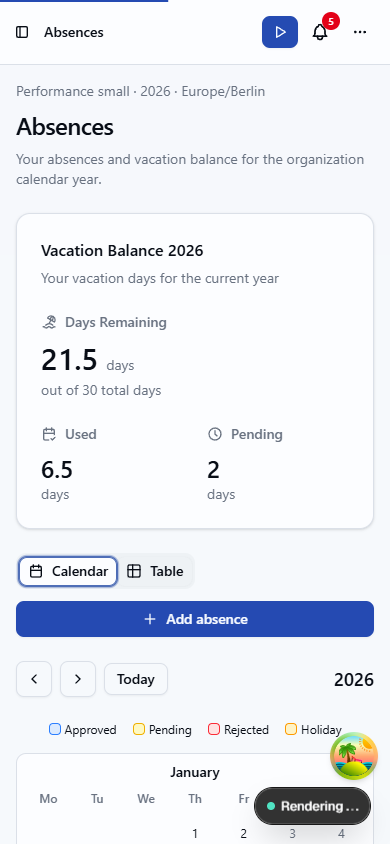 Absences
5
Performance small · 2026 · Europe/Berlin
Absences
Your absences and vacation balance for the organization
calendar year.
Vacation Balance 2026
Your vacation days for the current year
Days Remaining
21.5 days
out of 30 total days
Used
Pending
6.5
2
days
days
Calendar
Table
Add absence
Today
2026
Approved
Pending
Rejected
Holiday
January
Mo Tu We Th Fr
Rendering ...
1 2 3 4